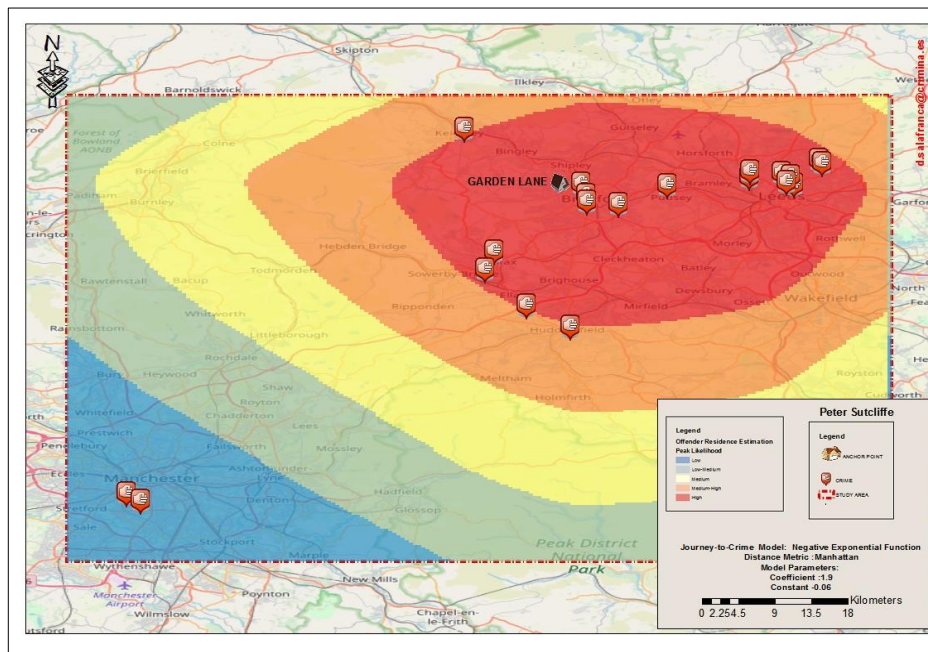 N
Skipton
Ilkley
Barnoldswick
Otley
d.salafranca@crimina.es
Forest of
Bowland
AONB
Colne
Guiseley
Bingley
Shipley
Horsforth
Brierfield
Padiham
Burnley
GARDEN LANE
Pudsey
Bramley
Leeds
Hebden Bridge
Todmorden
Sowerby
Cleckheaton
Batley
Morley
Rothwell
Rawtenstall
Bacup
Brighouse
Dewsbury
Wakefield
Whitworth
Ripponden
Mirfield
Littleborough
Rochdale
Heywood
Meltham
Royston
Shaw
Royton
Holmfirth
Whitefield
Chadderton
Lees
Prestwich
Failsworth
Mossley
Ashton-under-
Lyne
Manchester
Denton
Hadfield
Stretford
Glossop
Sale
Stockport
Marple
Peak District
National
Park
Wythenshawe
New Mills
Manchester
Airport
Poynton
Wilmslow
Chapel-en-
le-Frith
Peter Sutcliffe
Legend
Offender Residence Estimation
Peak Likelihood
Low
Low-Medium
Medium
Medium-High
High
Legend
ANCHOR POINT
CRIME
STUDY AREA
Journey-to-Crime Model: Negative Exponential Function
Distance Metric :Manhattan
Model Parameters:
Coefficient :1.9
Constant -0.06
Kilometers
0 2.25 4.5 9 13.5 18